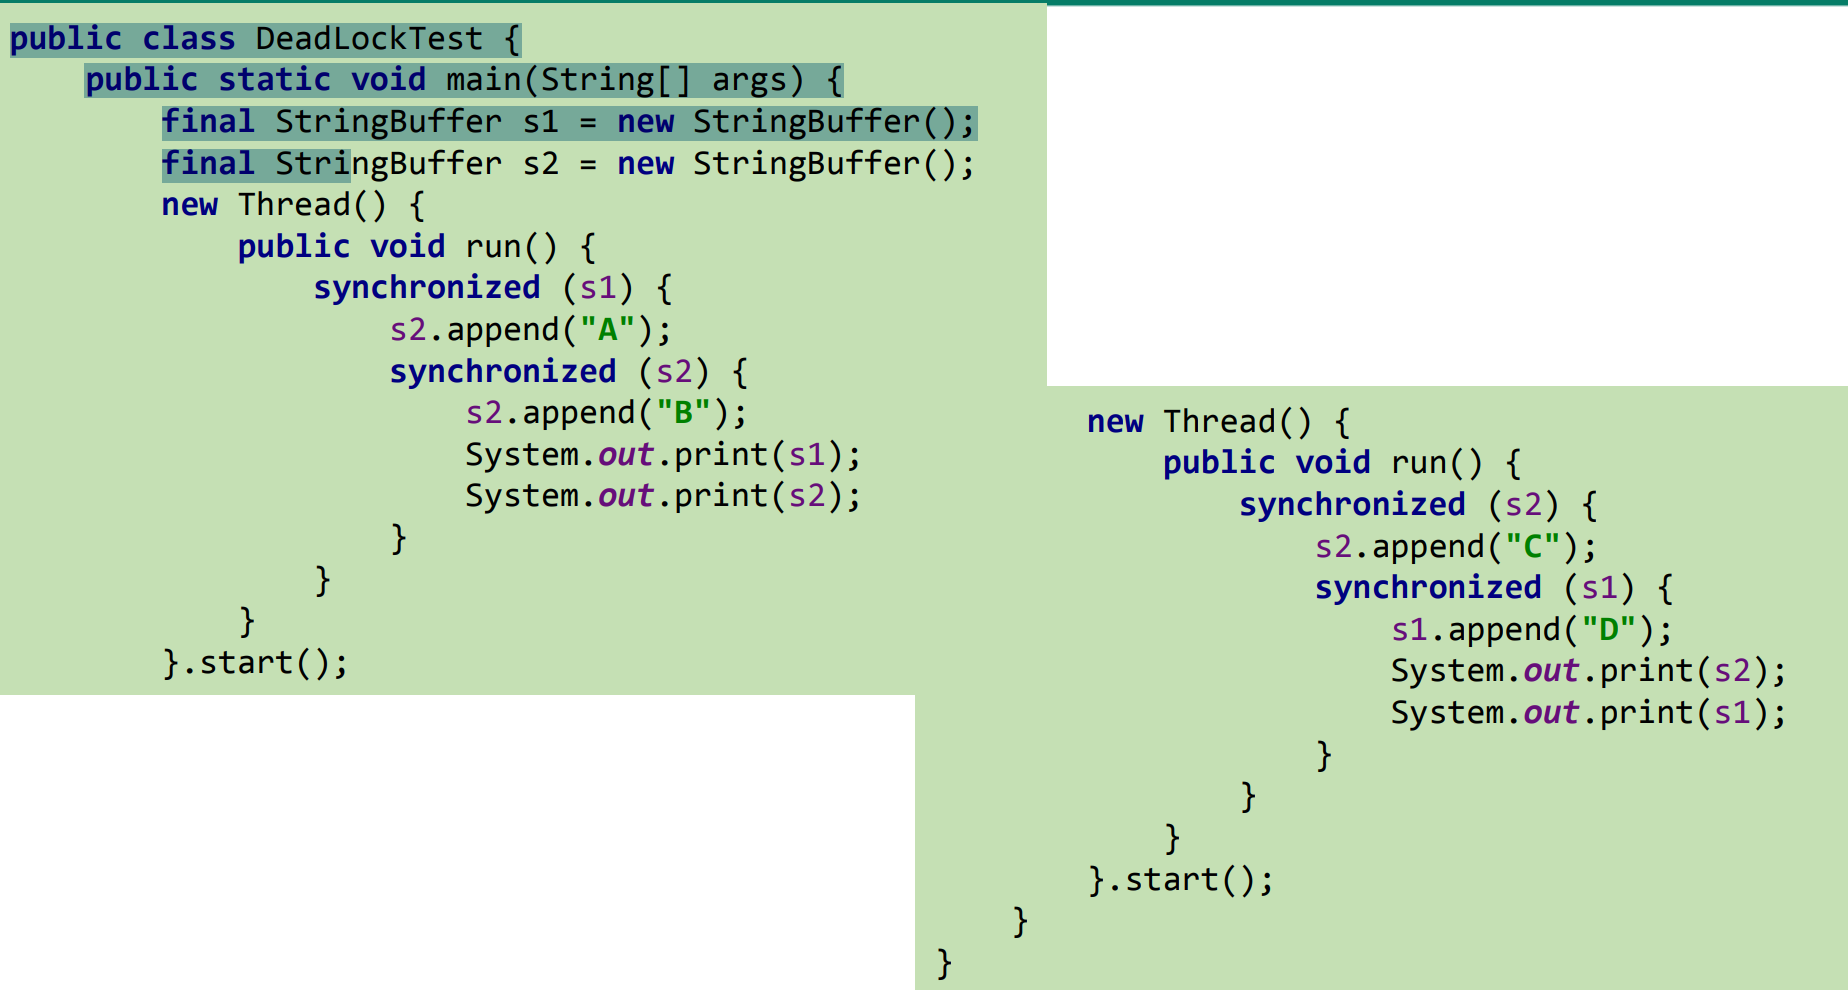 public class DeadLockTest {
    public static void main(String[] args) {
        final StringBuffer s1 = new StringBuffer();
        final StringBuffer s2 = new StringBuffer();
        new Thread() {
            public void run() {
                synchronized (s1) {
                    s2.append("A");
                    synchronized (s2) {
                        s2.append("B");
                        System.out.print(s1);
                        System.out.print(s2);
                    }
                }
            }
        }.start();
        new Thread() {
            public void run() {
                synchronized (s2) {
                    s2.append("C");
                    synchronized (s1) {
                        s1.append("D");
                        System.out.print(s2);
                        System.out.print(s1);
                    }
                }
            }
        }.start();
    }
}